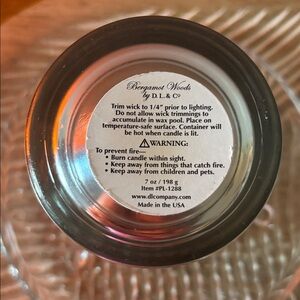 Bergamot Woods
by D. L. & Co
Trim wick to 1/4" prior to lighting.
Do not allow wick trimmings to
accumulate in wax pool. Place on
temperature-safe surface. Container will
be hot when candle is lit.
⚠WARNING:
To prevent fire—
• Burn candle within sight.
• Keep away from things that catch fire.
• Keep away from children and pets.
7 oz / 198 g
Item #PL-1288
www.dlcompany.com
Made in the USA